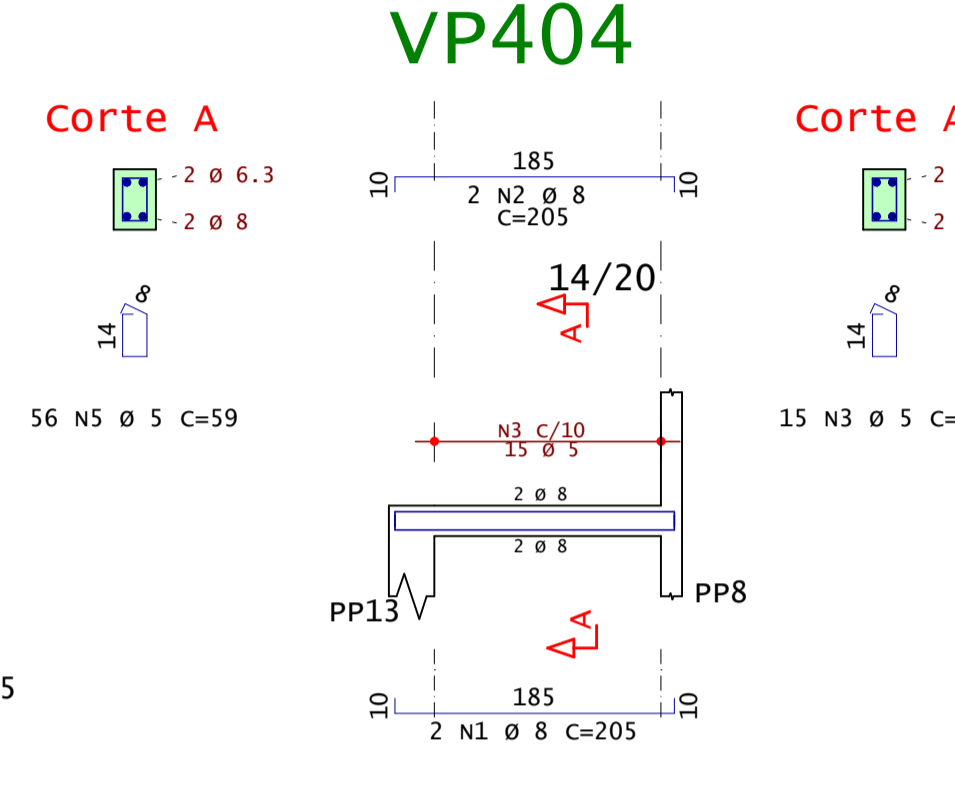 VP404
Corte A
2 Ø 6.3
2 Ø 8
8
14
56 N5 Ø 5 C=59
5
185
10
10
2 N2 Ø 8
C=205
14/20
A
N3 C/10
15 Ø 5
2 Ø 8
2 Ø 8
PP13
PP8
A
185
10
10
2 N1 Ø 8 C=205
Corte A
2
2
8
14
15 N3 Ø 5 C=